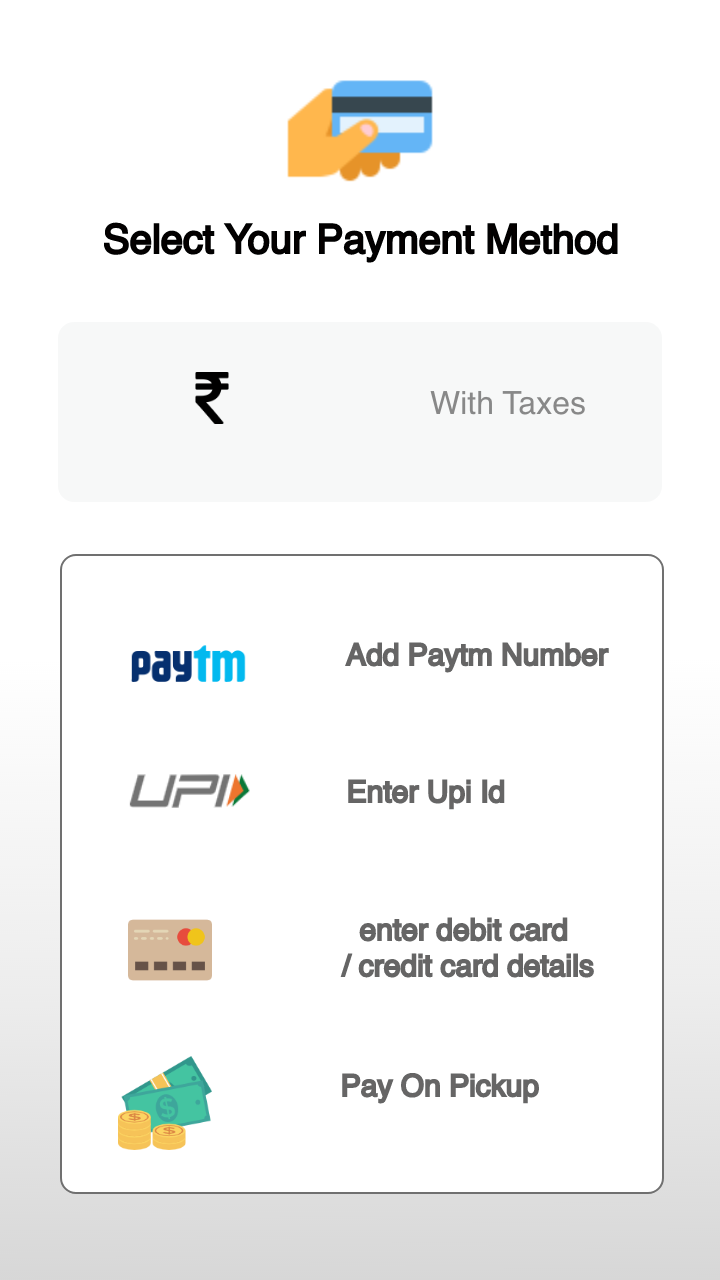 Select Your Payment Method
₹ With Taxes
paytm Add Paytm Number
UPI Enter Upi Id
enter debit card
/ credit card details
Pay On Pickup